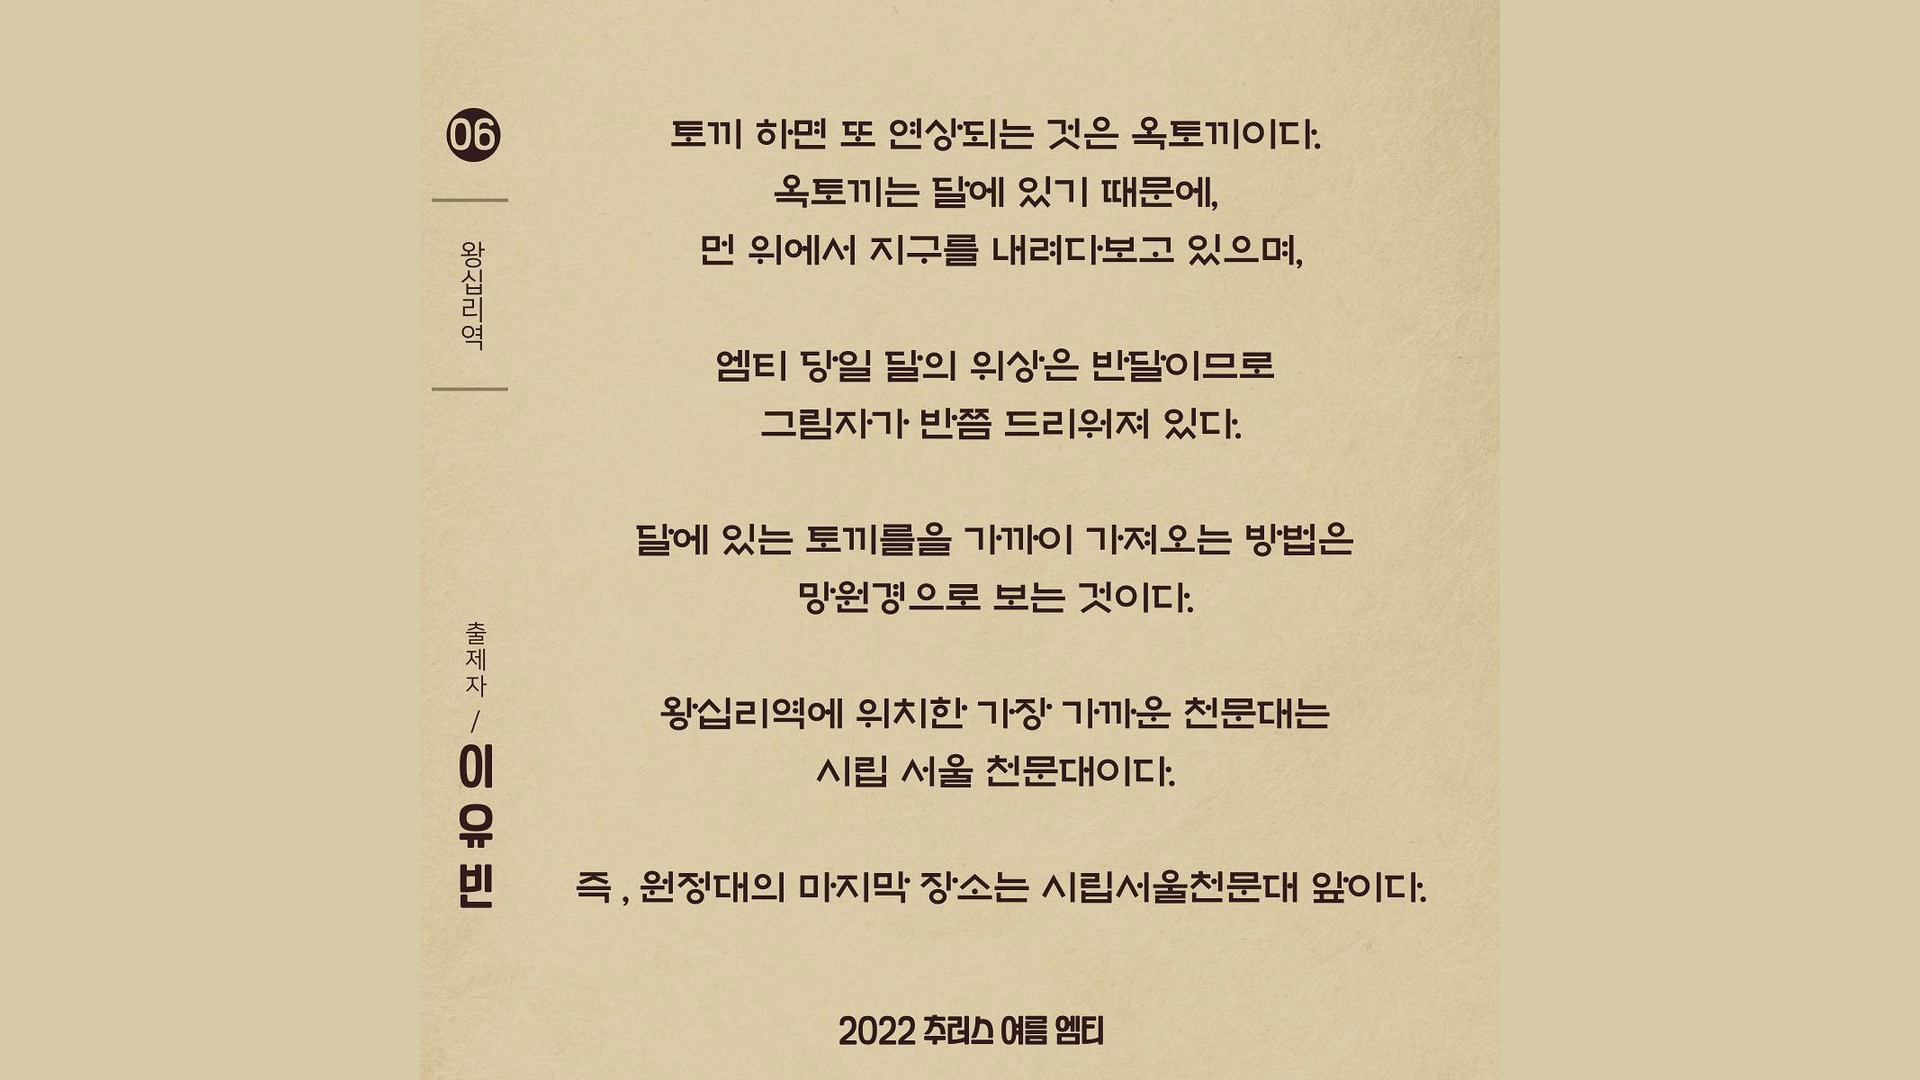 06
왕십리역
출제자 / 이유빈
토끼 하면 또 연상되는 것은 옥토끼이다.
옥토끼는 달에 있기 때문에,
먼 위에서 지구를 내려다보고 있으며,
엠티 당일 달의 위상은 반달이므로
그림자가 반쯤 드리워져 있다.
달에 있는 토끼를을 가까이 가져오는 방법은
망원경으로 보는 것이다.
왕십리역에 위치한 가장 가까운 천문대는
시립 서울 천문대이다.
즉 , 원정대의 마지막 장소는 시립서울천문대 앞이다.
2022 추러스 여름 엠티